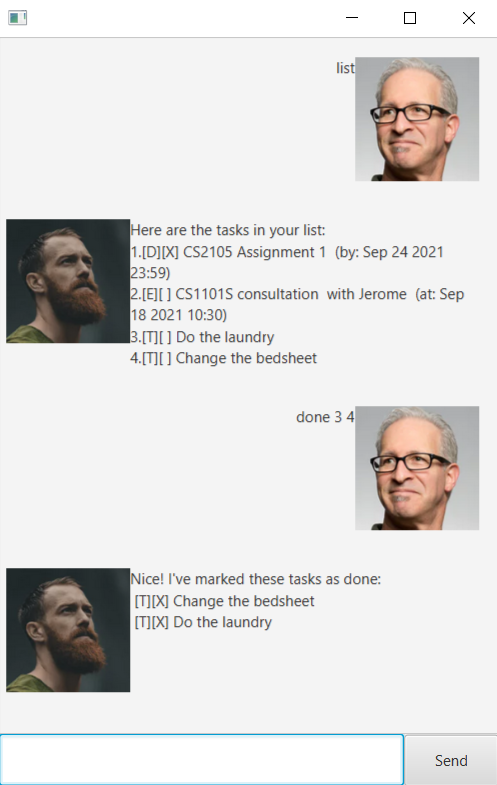 list
Here are the tasks in your list:
1.[D][X] CS2105 Assignment 1  (by: Sep 24 2021
23:59)
2.[E][ ] CS1101S consultation  with Jerome  (at: Sep
18 2021 10:30)
3.[T][ ] Do the laundry
4.[T][ ] Change the bedsheet
done 3 4
Nice! I've marked these tasks as done:
[T][X] Change the bedsheet
[T][X] Do the laundry
Send